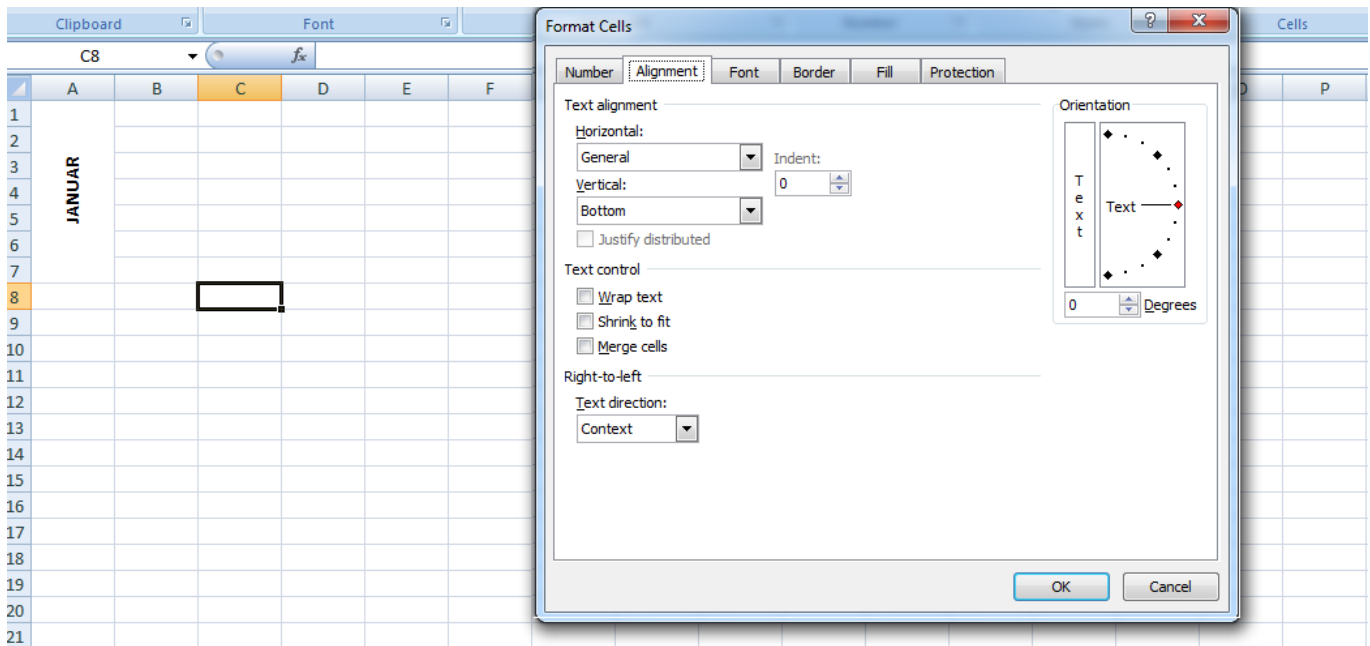 Clipboard Font Cells
Format Cells
C8 fx
Number Alignment Font Border Fill Protection
A B C D E F P
Text alignment Orientation
Horizontal:
General Indent:
Vertical: 0
Bottom
Justify distributed
Text
Text
Text control
Wrap text
Shrink to fit
Merge cells
0 Degrees
Right-to-left
Text direction:
Context
OK Cancel
JANUAR
1
2
3
4
5
6
7
8
9
10
11
12
13
14
15
16
17
18
19
20
21